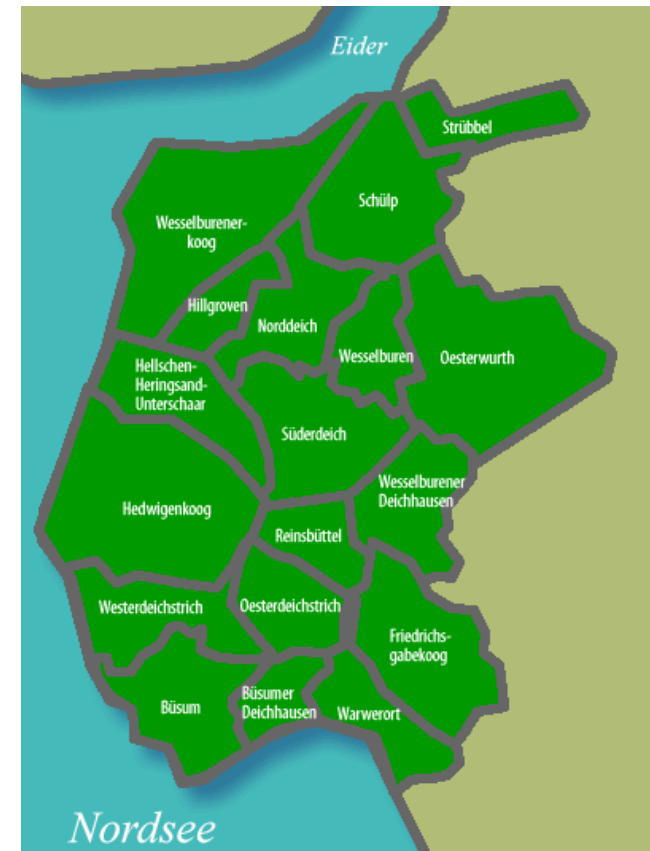 Eider
Strübbel
Schülp
Wesselburener-
koog
Hillgroven
Norddeich
Wesselburen
Oesterwurth
Hellschen-
Heringsand-
Unterschaar
Süderdeich
Wesselburener
Deichhausen
Hedwigenkoog
Reinsbüttel
Westerdeichstrich
Oesterdeichstrich
Friedrichs-
gabekoog
Büsum
Büsumer
Deichhausen
Warwerort
Nordsee